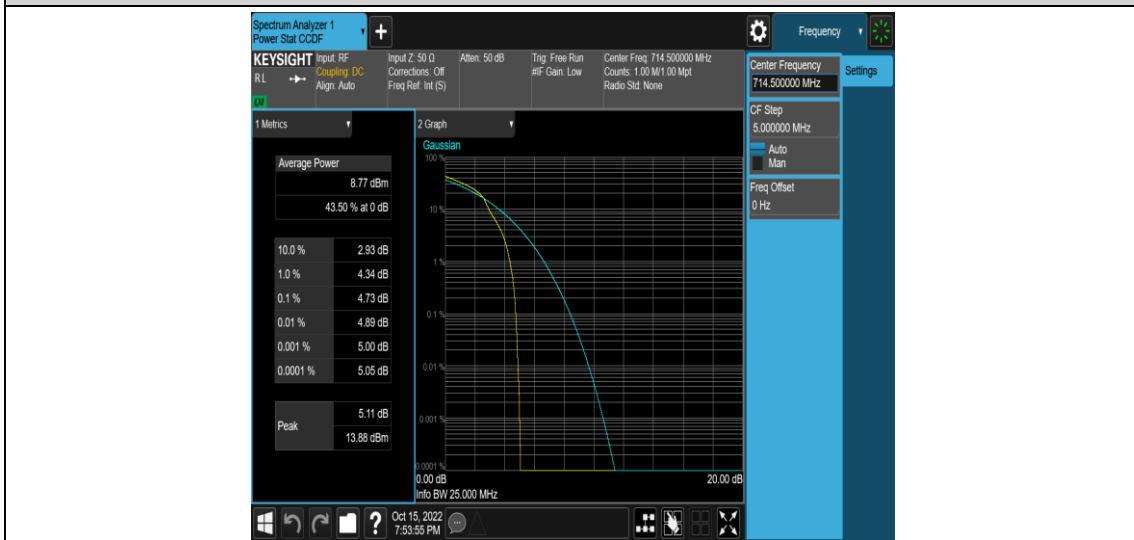 Spectrum Analyzer 1
Power Stat CCDF
+
Frequency
KEYSIGHT
RL
LXI
Input: RF
Coupling: DC
Align: Auto
Input Z: 50 Ω
Corrections: Off
Freq Ref: Int (S)
Atten: 50 dB
Trig: Free Run
#IF Gain: Low
Center Freq: 714.500000 MHz
Counts: 1.00 M/1.00 Mpt
Radio Std: None
Center Frequency
714.500000 MHz
Settings
CF Step
5.000000 MHz
Auto
Man
Freq Offset
0 Hz
1 Metrics
Average Power
8.77 dBm
43.50 % at 0 dB
10.0 % 2.93 dB
1.0 % 4.34 dB
0.1 % 4.73 dB
0.01 % 4.89 dB
0.001 % 5.00 dB
0.0001 % 5.05 dB
Peak
5.11 dB
13.88 dBm
2 Graph
Gaussian
100 %
10 %
1 %
0.1 %
0.01 %
0.001 %
0.0001 %
0.00 dB 20.00 dB
Info BW 25.000 MHz
?
Oct 15, 2022
7:53:55 PM